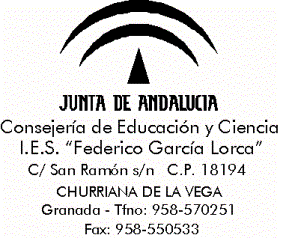 JUNTA DE ANDALUCIA
Consejería de Educación y Ciencia
I.E.S. “Federico García Lorca”
C/ San Ramón s/n   C.P. 18194
CHURRIANA DE LA VEGA
Granada - Tfno: 958-570251
Fax: 958-550533